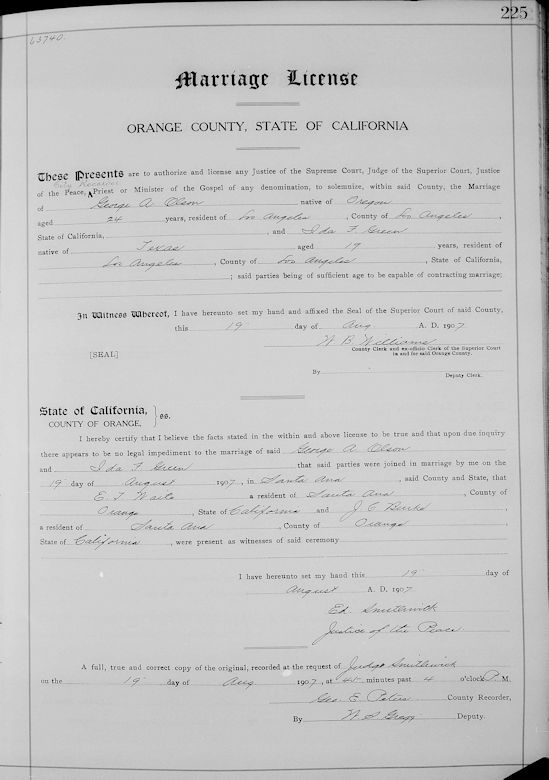 225
63740.
Marriage License
ORANGE COUNTY, STATE OF CALIFORNIA
These Presents are to authorize and license any Justice of the Supreme Court, Judge of the Superior Court, Justice
City Recorder
of the Peace, Priest or Minister of the Gospel of any denomination, to solemnize, within said County, the Marriage
of George A. Olson native of Oregon
aged 24 years, resident of Los Angeles, County of Los Angeles,
State of California, , and Ida F. Green
native of Texas aged 19 years, resident of
Los Angeles, County of Los Angeles, State of California,
; said parties being of sufficient age to be capable of contracting marriage;
In Witness Whereof, I have hereunto set my hand and affixed the Seal of the Superior Court of said County,
this 19 day of Aug A. D. 1907
W B Williams
[SEAL]
County Clerk and ex-officio Clerk of the Superior Court
in and for said Orange County.
By
Deputy Clerk.
State of California,
COUNTY OF ORANGE, } ss.
I hereby certify that I believe the facts stated in the within and above license to be true and that upon due inquiry
there appears to be no legal impediment to the marriage of said George A. Olson
and Ida F. Green that said parties were joined in marriage by me on the
19 day of August 1907, in Santa Ana, said County and State, that
E. T. a resident of Santa Ana, County of
Orange, State of California and J. C. Burke,
a resident of Santa Ana, County of Orange,
State of California, were present as witnesses of said ceremony
I have hereunto set my hand this 19 day of
August A. D. 1907
Ed Smithwick
Justice of the Peace
A full, true and correct copy of the original, recorded at the request of Judge Smithwick
on the 19 day of Aug 1907, at 45 minutes past 4 o'clock P. M.
Geo E. Peters County Recorder,
By W. S. Gregg Deputy.